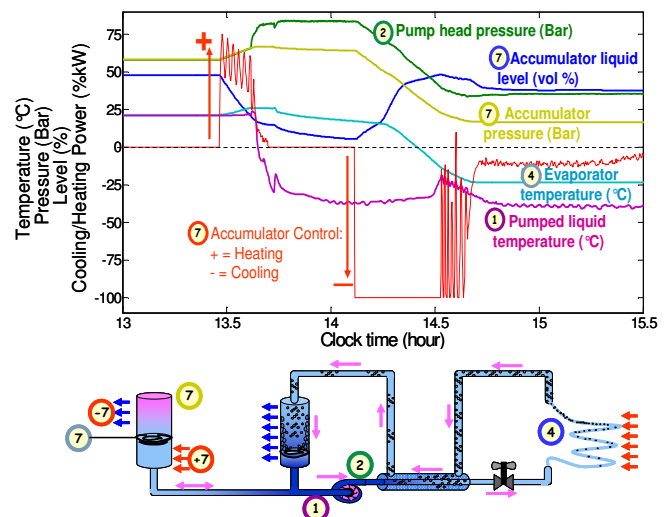 Temperature (°C)
Pressure (Bar)
Level (%)
Cooling/Heating Power (%kW)
75
50
25
0
-25
-50
-75
-100
13
13.5
14
14.5
15
15.5
Clock time (hour)
+
2 Pump head pressure (Bar)
7 Accumulator liquid
level (vol %)
7 Accumulator
pressure (Bar)
4 Evaporator
temperature (°C)
1 Pumped liquid
temperature (°C)
7 Accumulator Control:
+ = Heating
- = Cooling
−
-7
7
7
+7
2
1
4